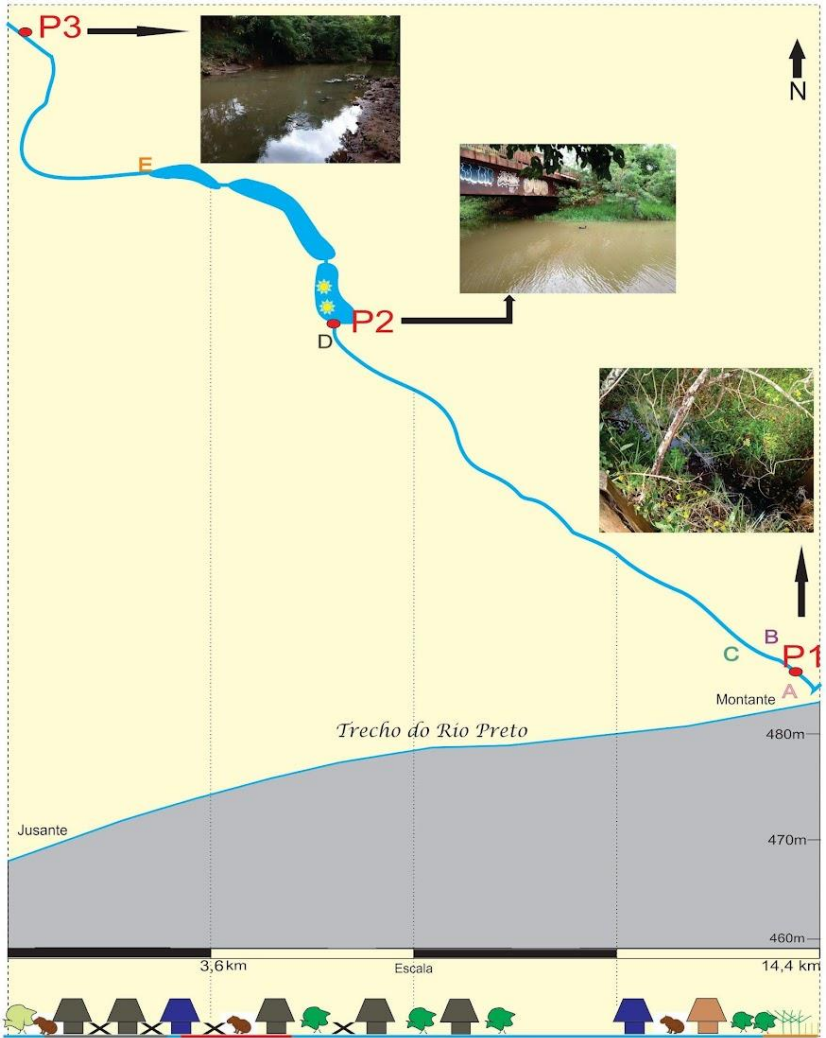 P3
N
E
P2
D
B
C
P1
A
Montante
Trecho do Rio Preto
480m
Jusante
470m
460m
3,6 km
Escala
14,4 km